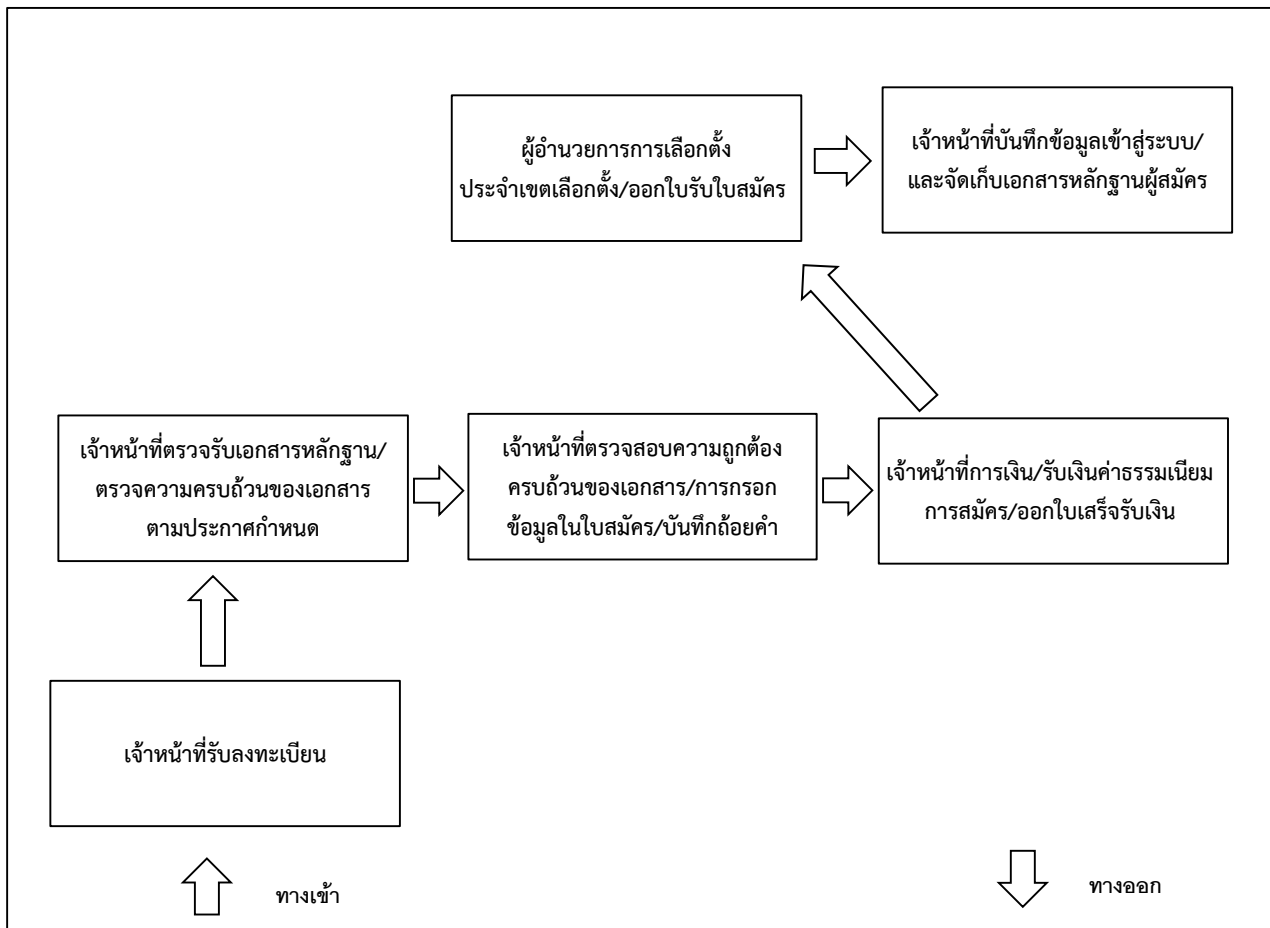 ผู้อำนวยการการเลือกตั้ง
ประจำเขตเลือกตั้ง/ออกใบรับใบสมัคร
เจ้าหน้าที่บันทึกข้อมูลเข้าสู่ระบบ/
และจัดเก็บเอกสารหลักฐานผู้สมัคร
เจ้าหน้าที่ตรวจรับเอกสารหลักฐาน/
ตรวจความครบถ้วนของเอกสาร
ตามประกาศกำหนด
เจ้าหน้าที่ตรวจสอบความถูกต้อง
ครบถ้วนของเอกสาร/การกรอก
ข้อมูลในใบสมัคร/บันทึกถ้อยคำ
เจ้าหน้าที่การเงิน/รับเงินค่าธรรมเนียม
การสมัคร/ออกใบเสร็จรับเงิน
เจ้าหน้าที่รับลงทะเบียน
ทางเข้า
ทางออก